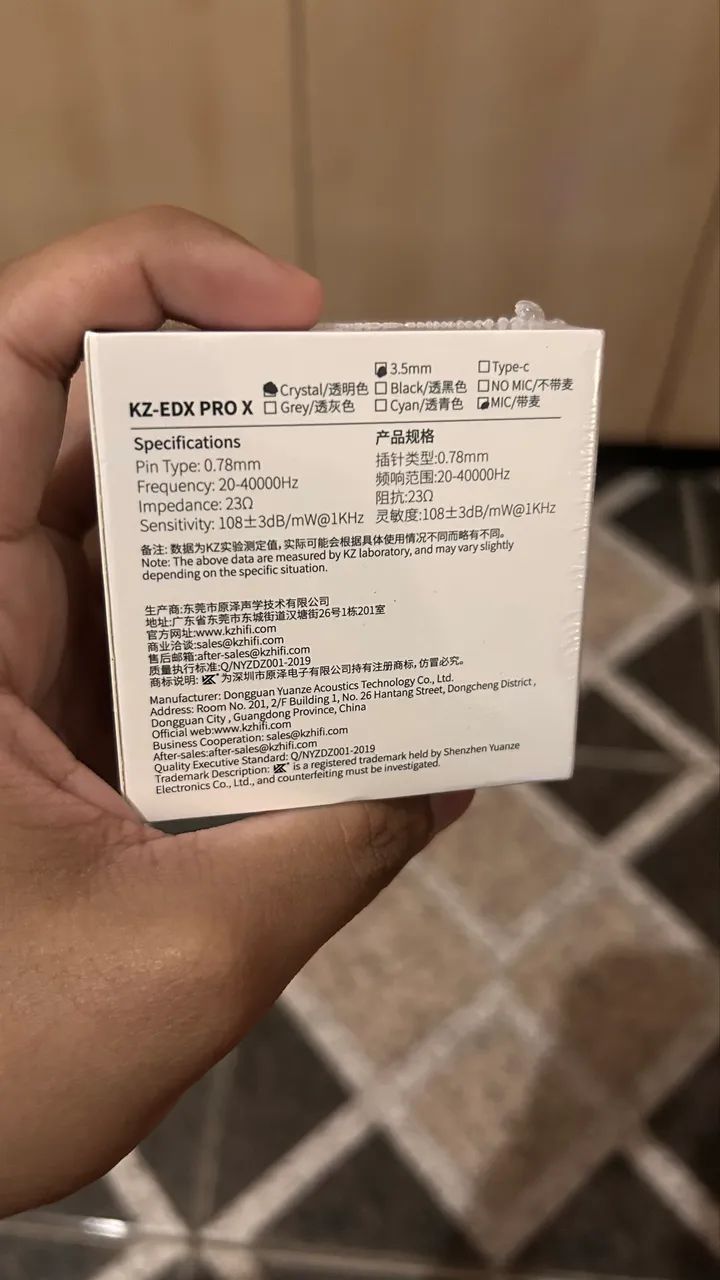 3.5mm Type-c
Crystal/透明色 Black/透黑色 NO MIC/不带麦
KZ-EDX PRO X Grey/透灰色 Cyan/透青色 MIC/带麦
Specifications 产品规格
Pin Type: 0.78mm 插针类型:0.78mm
Frequency: 20-40000Hz 频响范围:20-40000Hz
Impedance: 23Ω 阻抗:23Ω
Sensitivity: 108±3dB/mW@1KHz 灵敏度:108±3dB/mW@1KHz
备注: 数据为KZ实验测定值,实际可能会根据具体使用情况不同而略有不同。
Note: The above data are measured by KZ laboratory, and may vary slightly
depending on the specific situation.
生产商:东莞市原泽声学技术有限公司
地址:广东省东莞市东城街道汉塘街26号1栋201室
官方网址:www.kzhifi.com
商业洽谈:sales@kzhifi.com
售后邮箱:after-sales@kzhifi.com
质量执行标准:Q/NYZDZ001-2019
商标说明: KZ 为深圳市原泽电子有限公司持有注册商标,仿冒必究。
Manufacturer: Dongguan Yuanze Acoustics Technology Co., Ltd.
Address: Room No. 201, 2/F Building 1, No. 26 Hantang Street, Dongcheng District ,
Dongguan City , Guangdong Province, China
Official web:www.kzhifi.com
Business Cooperation: sales@kzhifi.com
After-sales:after-sales@kzhifi.com
Quality Executive Standard: Q/NYZDZ001-2019
Trademark Description: KZ is a registered trademark held by Shenzhen Yuanze
Electronics Co., Ltd., and counterfeiting must be investigated.